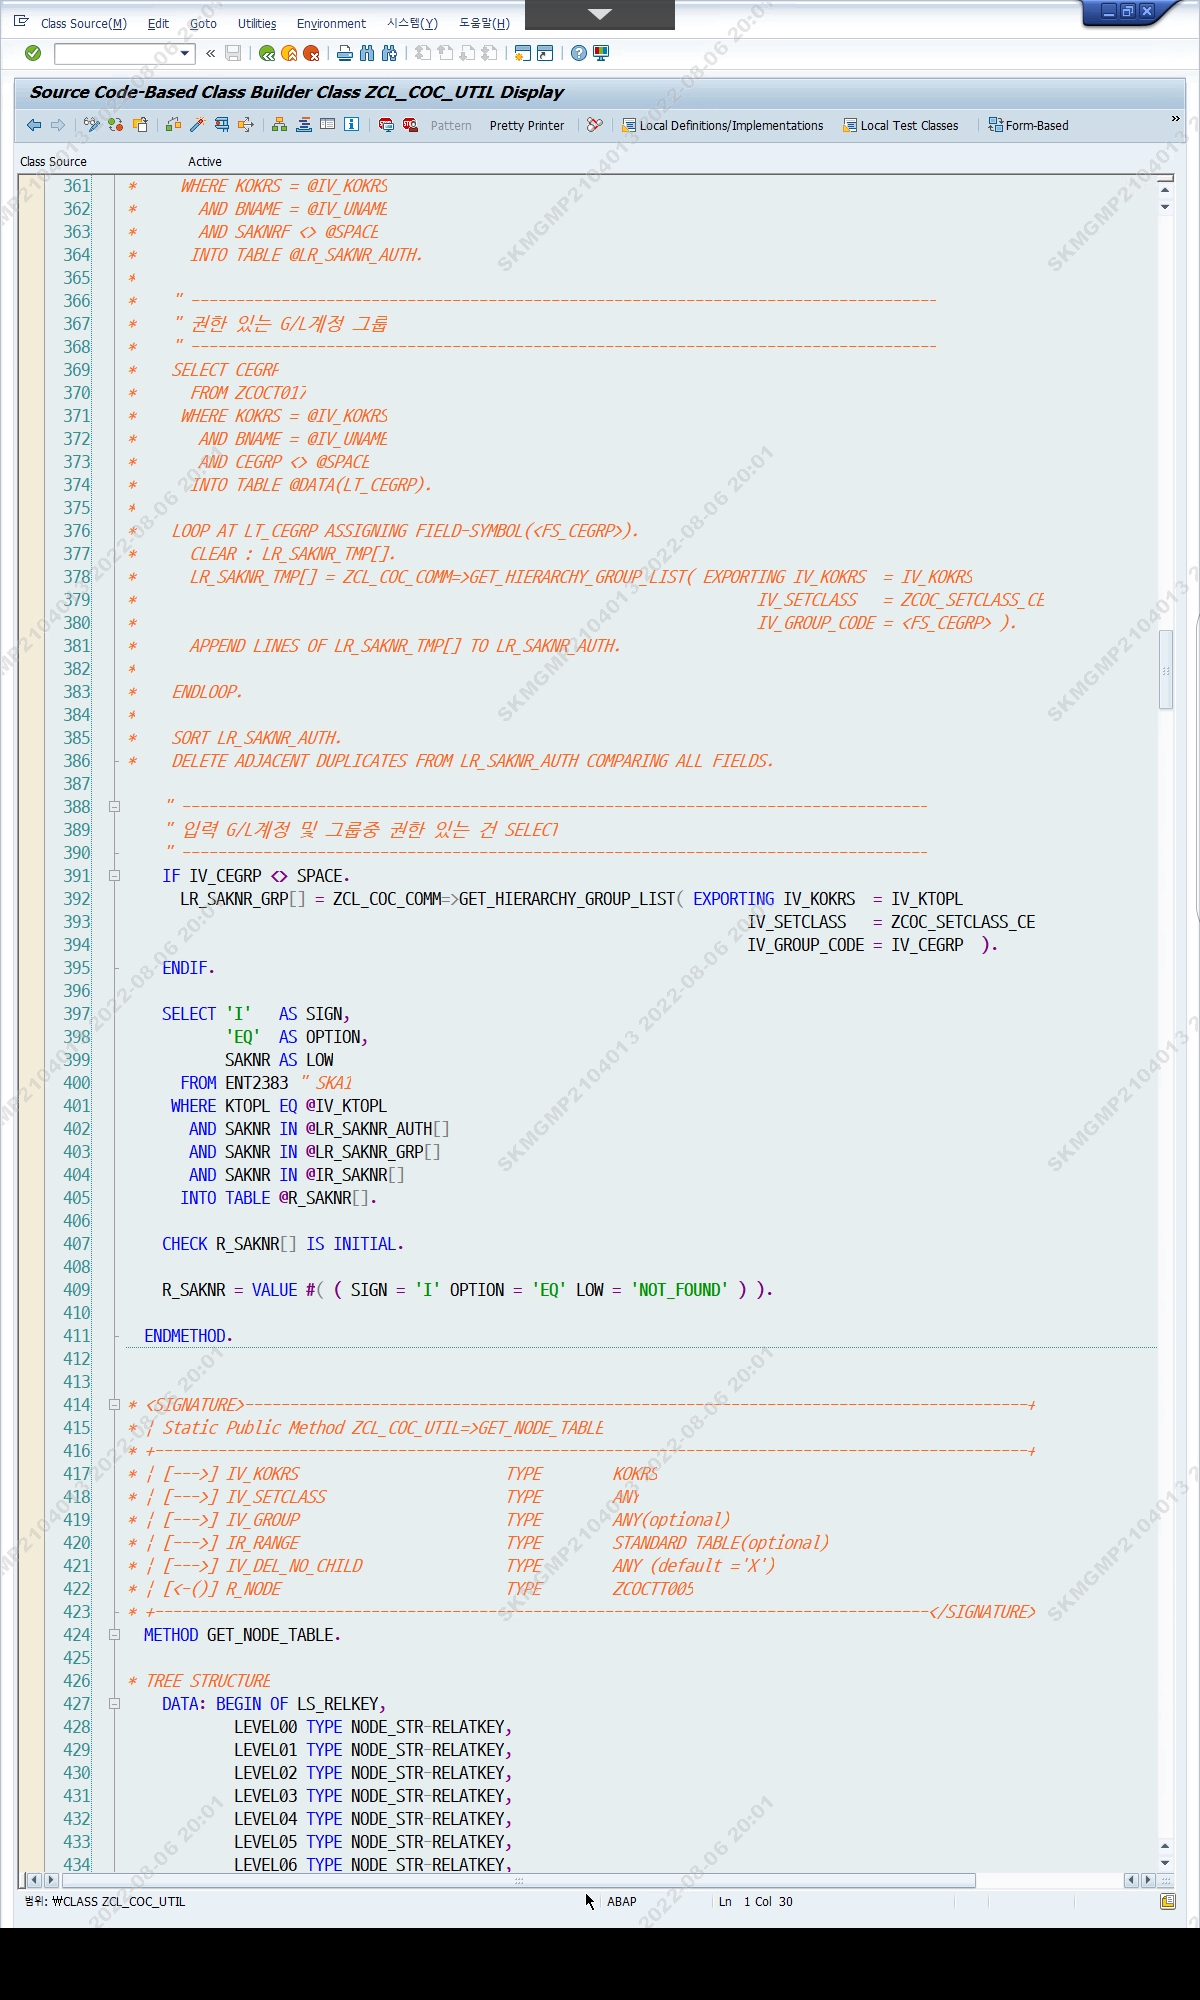 Class Source(M) Edit Goto Utilities Class Source Environment 시스템(Y) 도움말(H)
Source Code-Based Class Builder Class ZCL_COC_UTIL Display
Pattern Pretty Printer Local Definitions/Implementations Local Test Classes Form-Based »
Class Source Active
361 * WHERE KOKRS = @IV_KOKRS
362 * AND BNAME = @IV_UNAME
363 * AND SAKNRF <> @SPACE
364 * INTO TABLE @LR_SAKNR_AUTH.
365 *
366 * " -----------------------------------------------------------------------------------
367 * " 권한 있는 G/L계정 그룹
368 * " -----------------------------------------------------------------------------------
369 * SELECT CEGRP
370 * FROM ZCOCT017
371 * WHERE KOKRS = @IV_KOKRS
372 * AND BNAME = @IV_UNAME
373 * AND CEGRP <> @SPACE
374 * INTO TABLE @DATA(LT_CEGRP).
375 *
376 * LOOP AT LT_CEGRP ASSIGNING FIELD-SYMBOL(<FS_CEGRP>).
377 * CLEAR : LR_SAKNR_TMP[].
378 * LR_SAKNR_TMP[] = ZCL_COC_COMM=>GET_HIERARCHY_GROUP_LIST( EXPORTING IV_KOKRS = IV_KOKRS
379 * IV_SETCLASS = ZCOC_SETCLASS_CE
380 * IV_GROUP_CODE = <FS_CEGRP> ).
381 * APPEND LINES OF LR_SAKNR_TMP[] TO LR_SAKNR_AUTH.
382 *
383 * ENDLOOP.
384 *
385 * SORT LR_SAKNR_AUTH.
386 * DELETE ADJACENT DUPLICATES FROM LR_SAKNR_AUTH COMPARING ALL FIELDS.
387
388 " -----------------------------------------------------------------------------------
389 " 입력 G/L계정 및 그룹중 권한 있는 건 SELECT
390 " -----------------------------------------------------------------------------------
391 IF IV_CEGRP <> SPACE.
392 LR_SAKNR_GRP[] = ZCL_COC_COMM=>GET_HIERARCHY_GROUP_LIST( EXPORTING IV_KOKRS = IV_KTOPL
393 IV_SETCLASS = ZCOC_SETCLASS_CE
394 IV_GROUP_CODE = IV_CEGRP ).
395 ENDIF.
396
397 SELECT 'I' AS SIGN,
398 'EQ' AS OPTION,
399 SAKNR AS LOW
400 FROM ENT2383 " SKA1
401 WHERE KTOPL EQ @IV_KTOPL
402 AND SAKNR IN @LR_SAKNR_AUTH[]
403 AND SAKNR IN @LR_SAKNR_GRP[]
404 AND SAKNR IN @IR_SAKNR[]
405 INTO TABLE @R_SAKNR[].
406
407 CHECK R_SAKNR[] IS INITIAL.
408
409 R_SAKNR = VALUE #( ( SIGN = 'I' OPTION = 'EQ' LOW = 'NOT_FOUND' ) ).
410
411 ENDMETHOD.
412
413
414 * <SIGNATURE>---------------------------------------------------------------------------------------+
415 * | Static Public Method ZCL_COC_UTIL=>GET_NODE_TABLE
416 * +-------------------------------------------------------------------------------------------------+
417 * | [--->] IV_KOKRS TYPE KOKRS
418 * | [--->] IV_SETCLASS TYPE ANY
419 * | [--->] IV_GROUP TYPE ANY(optional)
420 * | [--->] IR_RANGE TYPE STANDARD TABLE(optional)
421 * | [--->] IV_DEL_NO_CHILD TYPE ANY (default ='X')
422 * | [<-()] R_NODE TYPE ZCOCTT005
423 * +--------------------------------------------------------------------------------------</SIGNATURE>
424 METHOD GET_NODE_TABLE.
425
426 * TREE STRUCTURE
427 DATA: BEGIN OF LS_RELKEY,
428 LEVEL00 TYPE NODE_STR-RELATKEY,
429 LEVEL01 TYPE NODE_STR-RELATKEY,
430 LEVEL02 TYPE NODE_STR-RELATKEY,
431 LEVEL03 TYPE NODE_STR-RELATKEY,
432 LEVEL04 TYPE NODE_STR-RELATKEY,
433 LEVEL05 TYPE NODE_STR-RELATKEY,
434 LEVEL06 TYPE NODE_STR-RELATKEY,
범위: ₩CLASS ZCL_COC_UTIL ABAP Ln 1 Col 30
SKMGMP2104013 2022-08-06 20:01